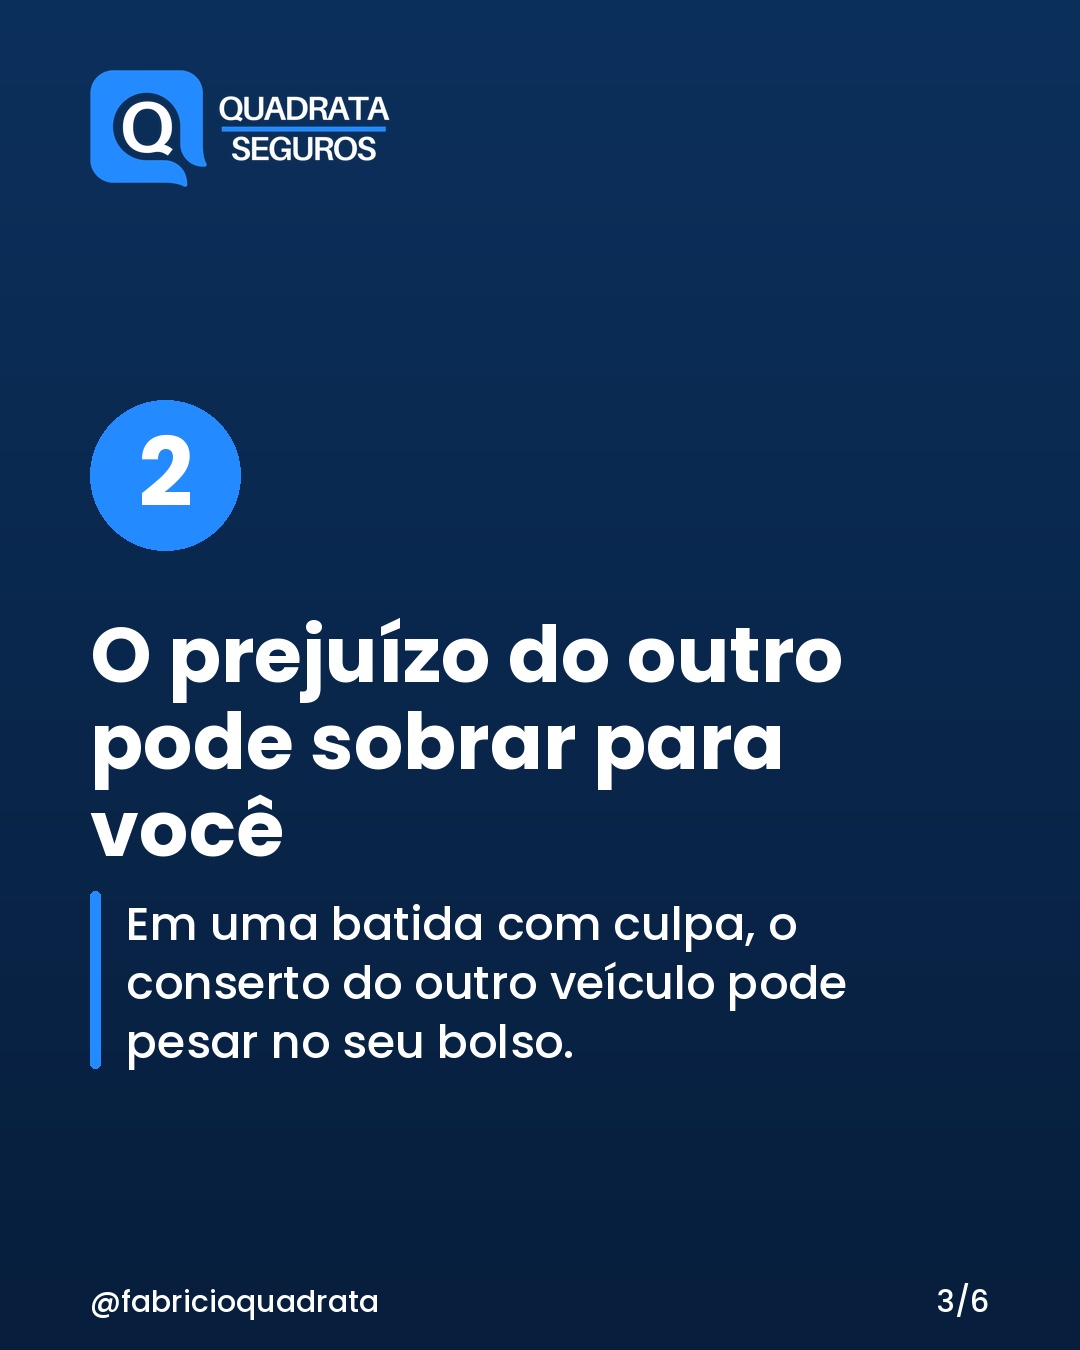 Q
QUADRATA
SEGUROS
2
O prejuízo do outro
pode sobrar para
você
Em uma batida com culpa, o
conserto do outro veículo pode
pesar no seu bolso.
@fabricioquadrata
3/6